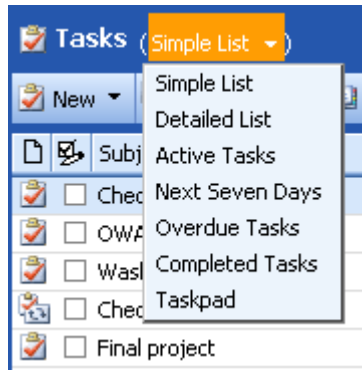 Tasks (Simple List)
New
Simple List
Detailed List
Active Tasks
Next Seven Days
Overdue Tasks
Completed Tasks
Taskpad
Final project